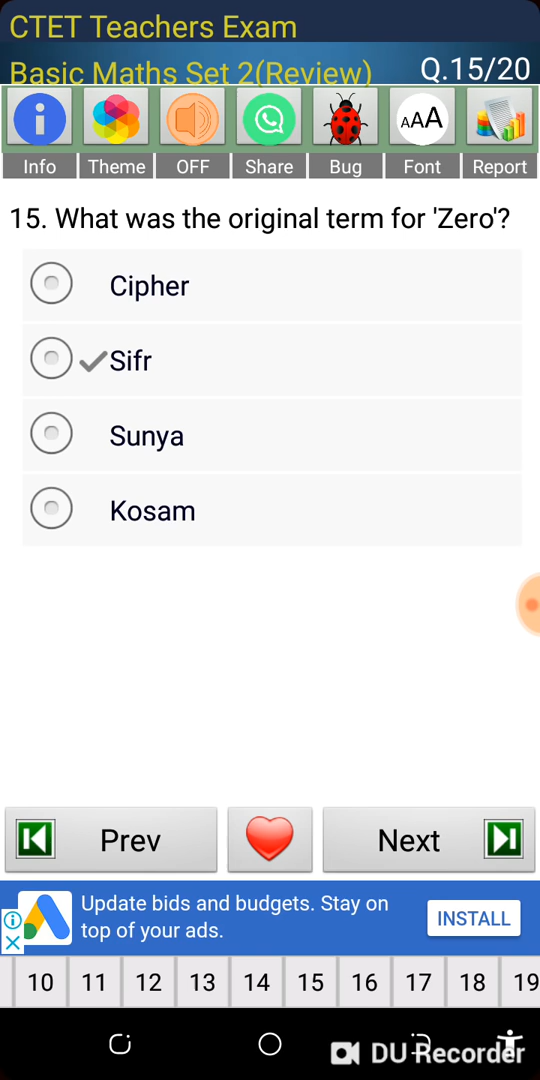 CTET Teachers Exam
Basic Maths Set 2(Review) Q.15/20
AAA
Info Theme OFF Share Bug Font Report
15. What was the original term for 'Zero'?
Cipher
Sifr
Sunya
Kosam
Prev Next
Update bids and budgets. Stay on
top of your ads.
INSTALL
10 11 12 13 14 15 16 17 18 19
DU Recorder